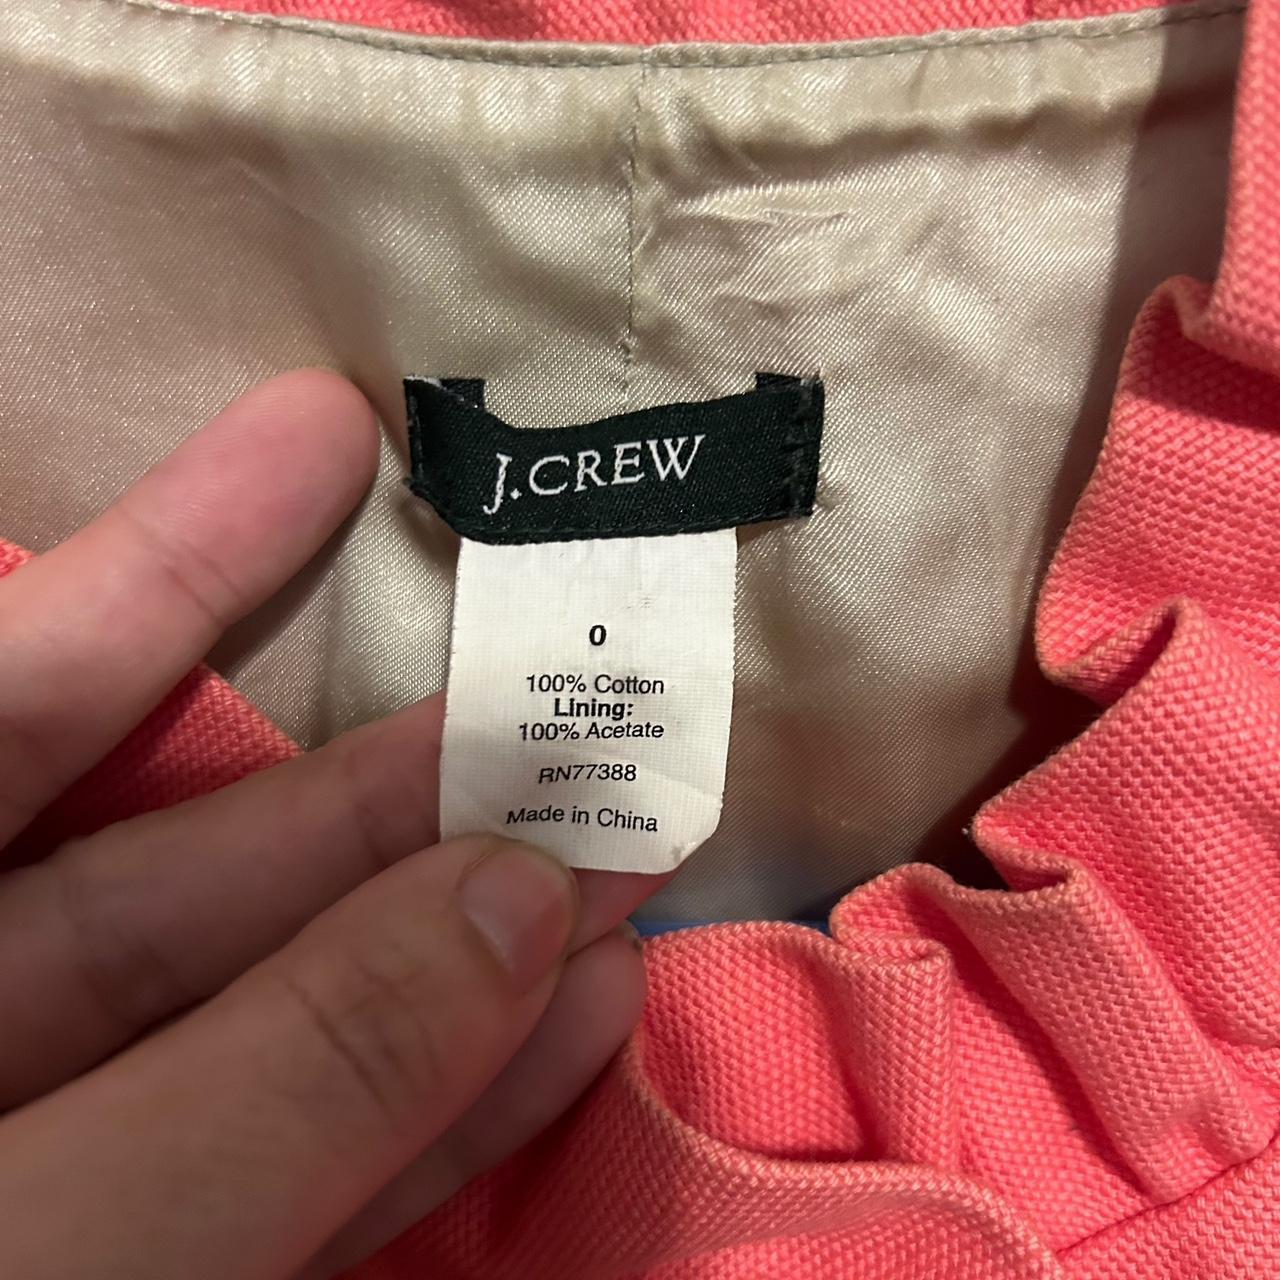 J.CREW
0
100% Cotton
Lining:
100% Acetate
RN77388
Made in China